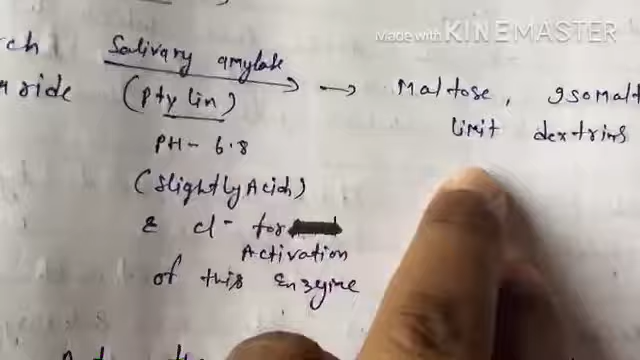 Made with KINEMASTER
rch Salivary amylase
aride (Ptylin) → Maltose, Isomalt
limit dextrins
PH - 6.8
(Slightly Acid)
& cl⁻ for
Activation
of this Enzyme